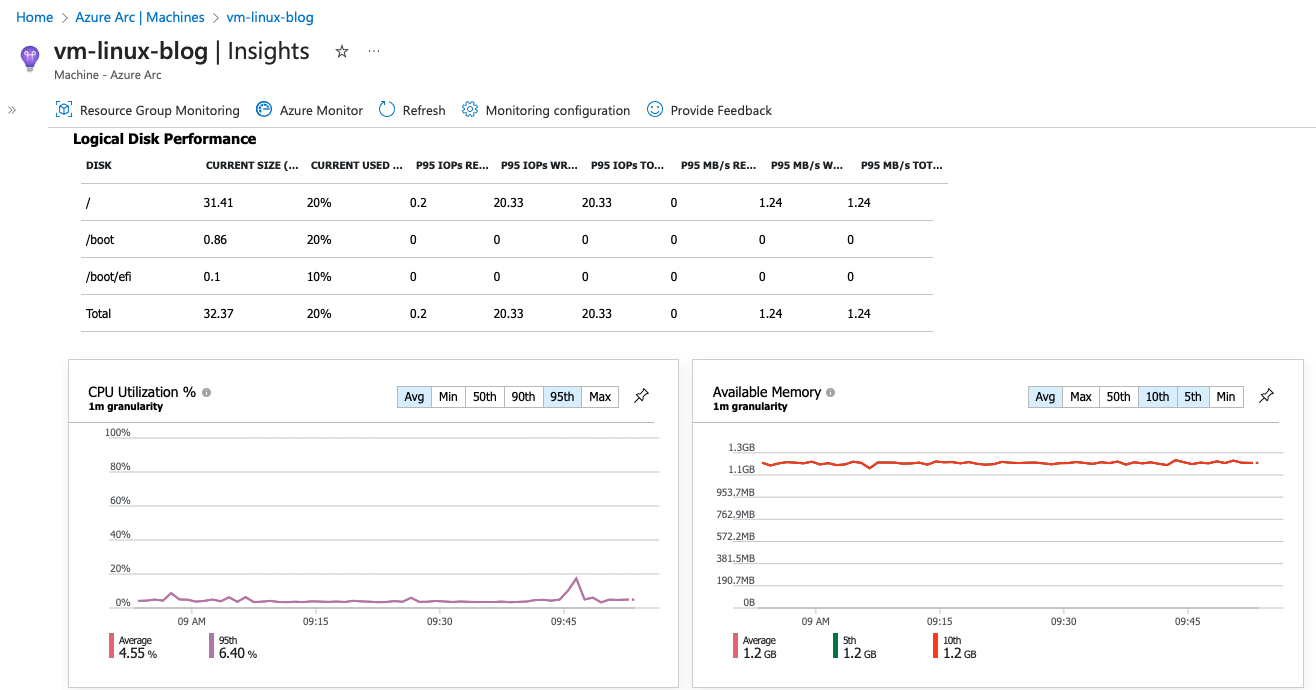 Home > Azure Arc | Machines > vm-linux-blog
vm-linux-blog | Insights
Machine - Azure Arc
Resource Group Monitoring Azure Monitor Refresh Monitoring configuration Provide Feedback
Logical Disk Performance
DISK CURRENT SIZE (... CURRENT USED ... P95 IOPs RE... P95 IOPs WR... P95 IOPs TO... P95 MB/s RE... P95 MB/s W... P95 MB/s TOT...
/ 31.41 20% 0.2 20.33 20.33 0 1.24 1.24
/boot 0.86 20% 0 0 0 0 0 0
/boot/efi 0.1 10% 0 0 0 0 0 0
Total 32.37 20% 0.2 20.33 20.33 0 1.24 1.24
CPU Utilization %
1m granularity
Avg Min 50th 90th 95th Max
100%
80%
60%
40%
20%
0%
09 AM 09:15 09:30 09:45
Average 95th
4.55 % 6.40 %
Available Memory
1m granularity
Avg Max 50th 10th 5th Min
1.3GB
1.1GB
953.7MB
762.9MB
572.2MB
381.5MB
190.7MB
0B
09 AM 09:15 09:30 09:45
Average 5th 10th
1.2 GB 1.2 GB 1.2 GB